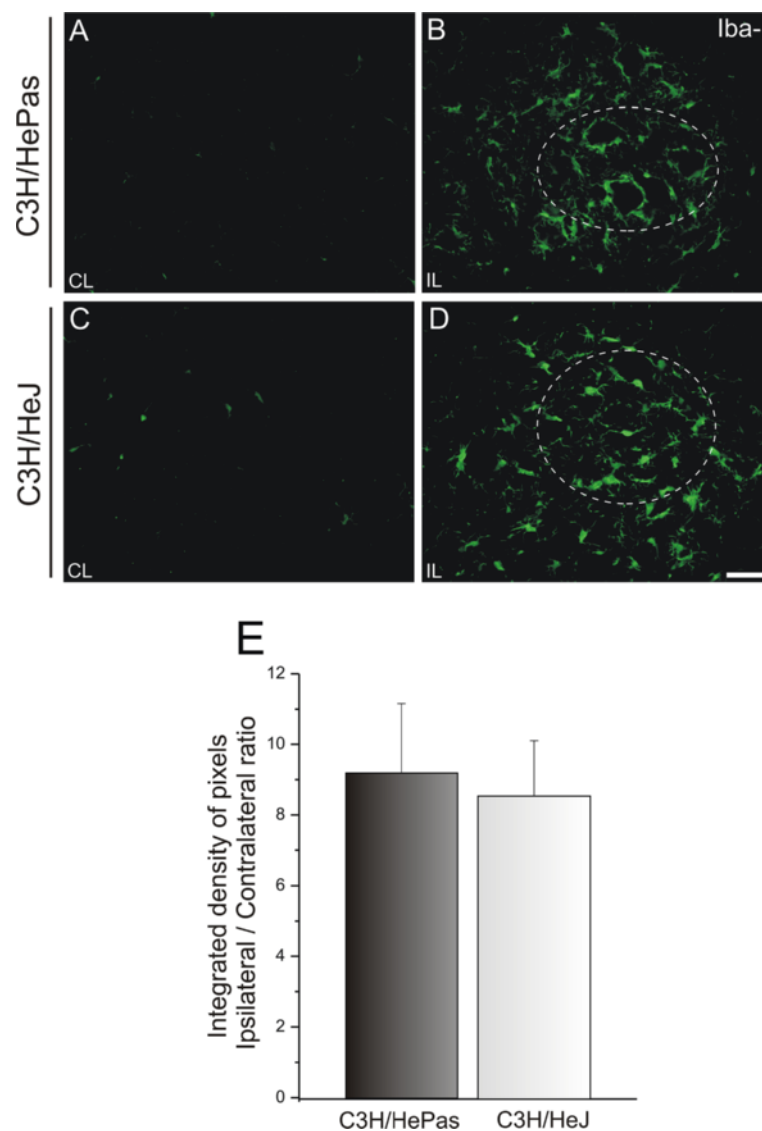 A
B
Iba-
C3H/HePas
CL
IL
C
D
C3H/HeJ
CL
IL
E
12
10
8
6
4
2
0
Integrated density of pixels
Ipsilateral / Contralateral ratio
C3H/HePas
C3H/HeJ